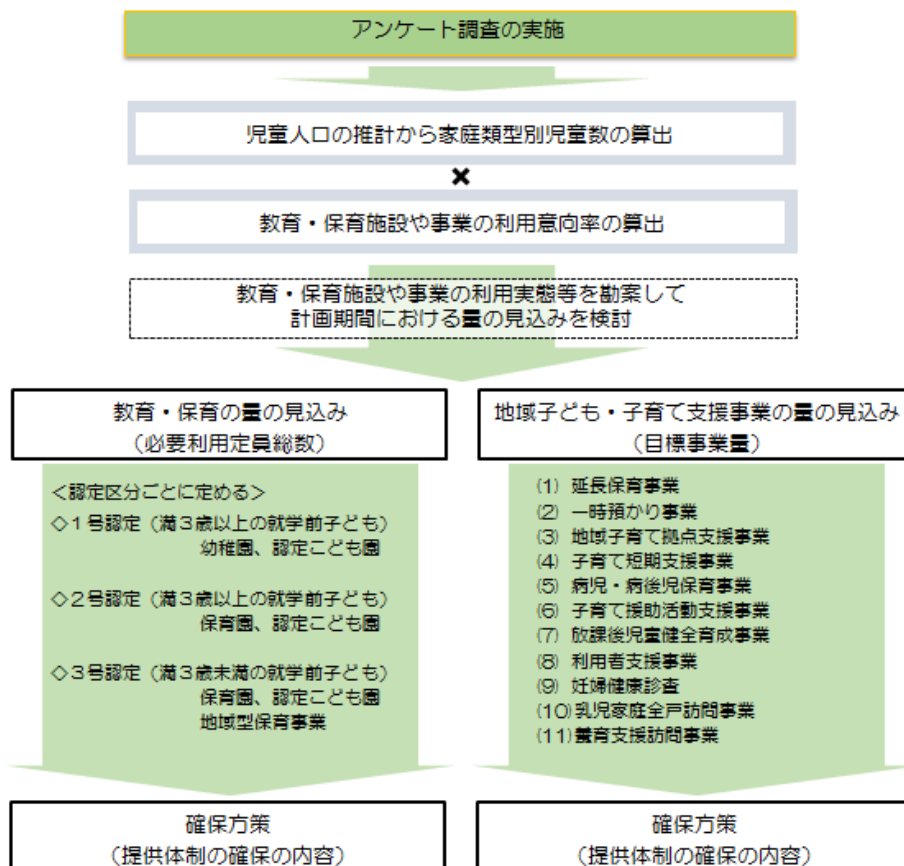 アンケート調査の実施
児童人口の推計から家庭類型別児童数の算出
×
教育・保育施設や事業の利用意向率の算出
教育・保育施設や事業の利用実態等を勘案して
計画期間における量の見込みを検討
教育・保育の量の見込み
(必要利用定員総数)
<認定区分ごとに定める>
◇1号認定(満3歳以上の就学前子ども)
幼稚園、認定こども園
◇2号認定(満3歳以上の就学前子ども)
保育園、認定こども園
◇3号認定(満3歳未満の就学前子ども)
保育園、認定こども園
地域型保育事業
確保方策
(提供体制の確保の内容)
地域子ども・子育て支援事業の量の見込み
(目標事業量)
(1) 延長保育事業
(2) 一時預かり事業
(3) 地域子育て拠点支援事業
(4) 子育て短期支援事業
(5) 病児・病後児保育事業
(6) 子育て援助活動支援事業
(7) 放課後児童健全育成事業
(8) 利用者支援事業
(9) 妊婦健康診査
(10)乳児家庭全戸訪問事業
(11)養育支援訪問事業
確保方策
(提供体制の確保の内容)